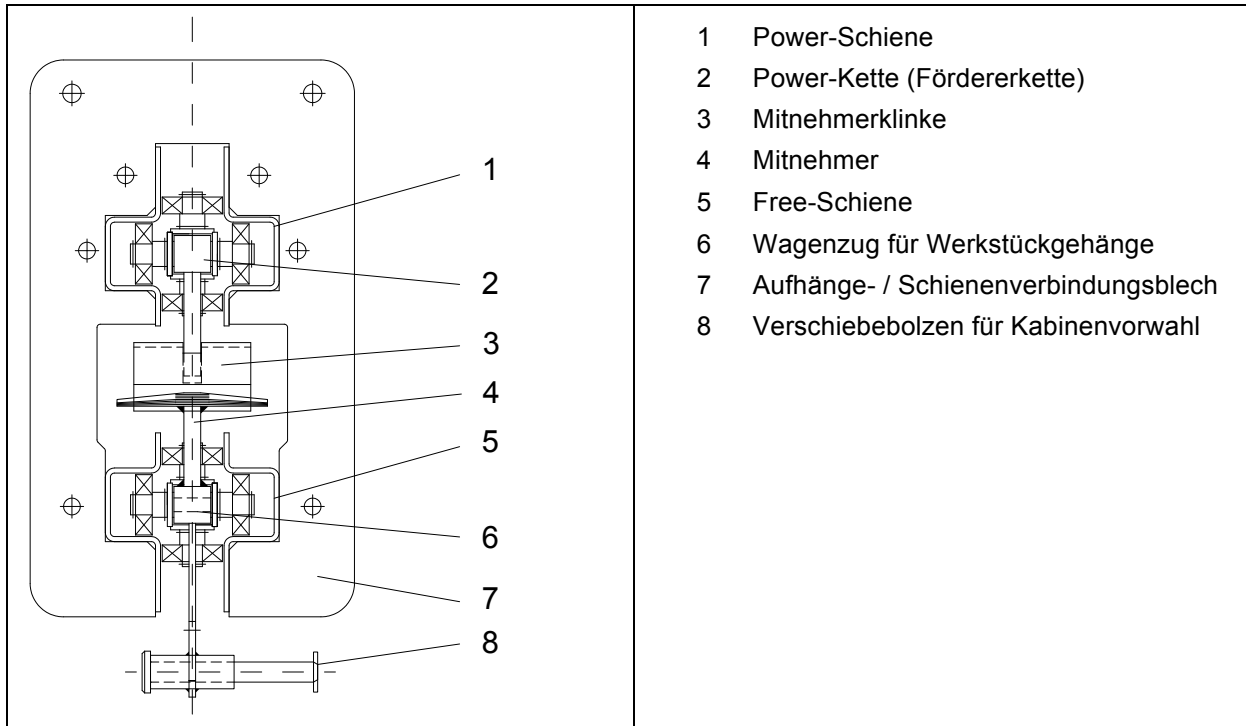 1
2
3
4
5
6
7
8
1 Power-Schiene
2 Power-Kette (Fördererkette)
3 Mitnehmerklinke
4 Mitnehmer
5 Free-Schiene
6 Wagenzug für Werkstückgehänge
7 Aufhänge- / Schienenverbindungsblech
8 Verschiebebolzen für Kabinenvorwahl